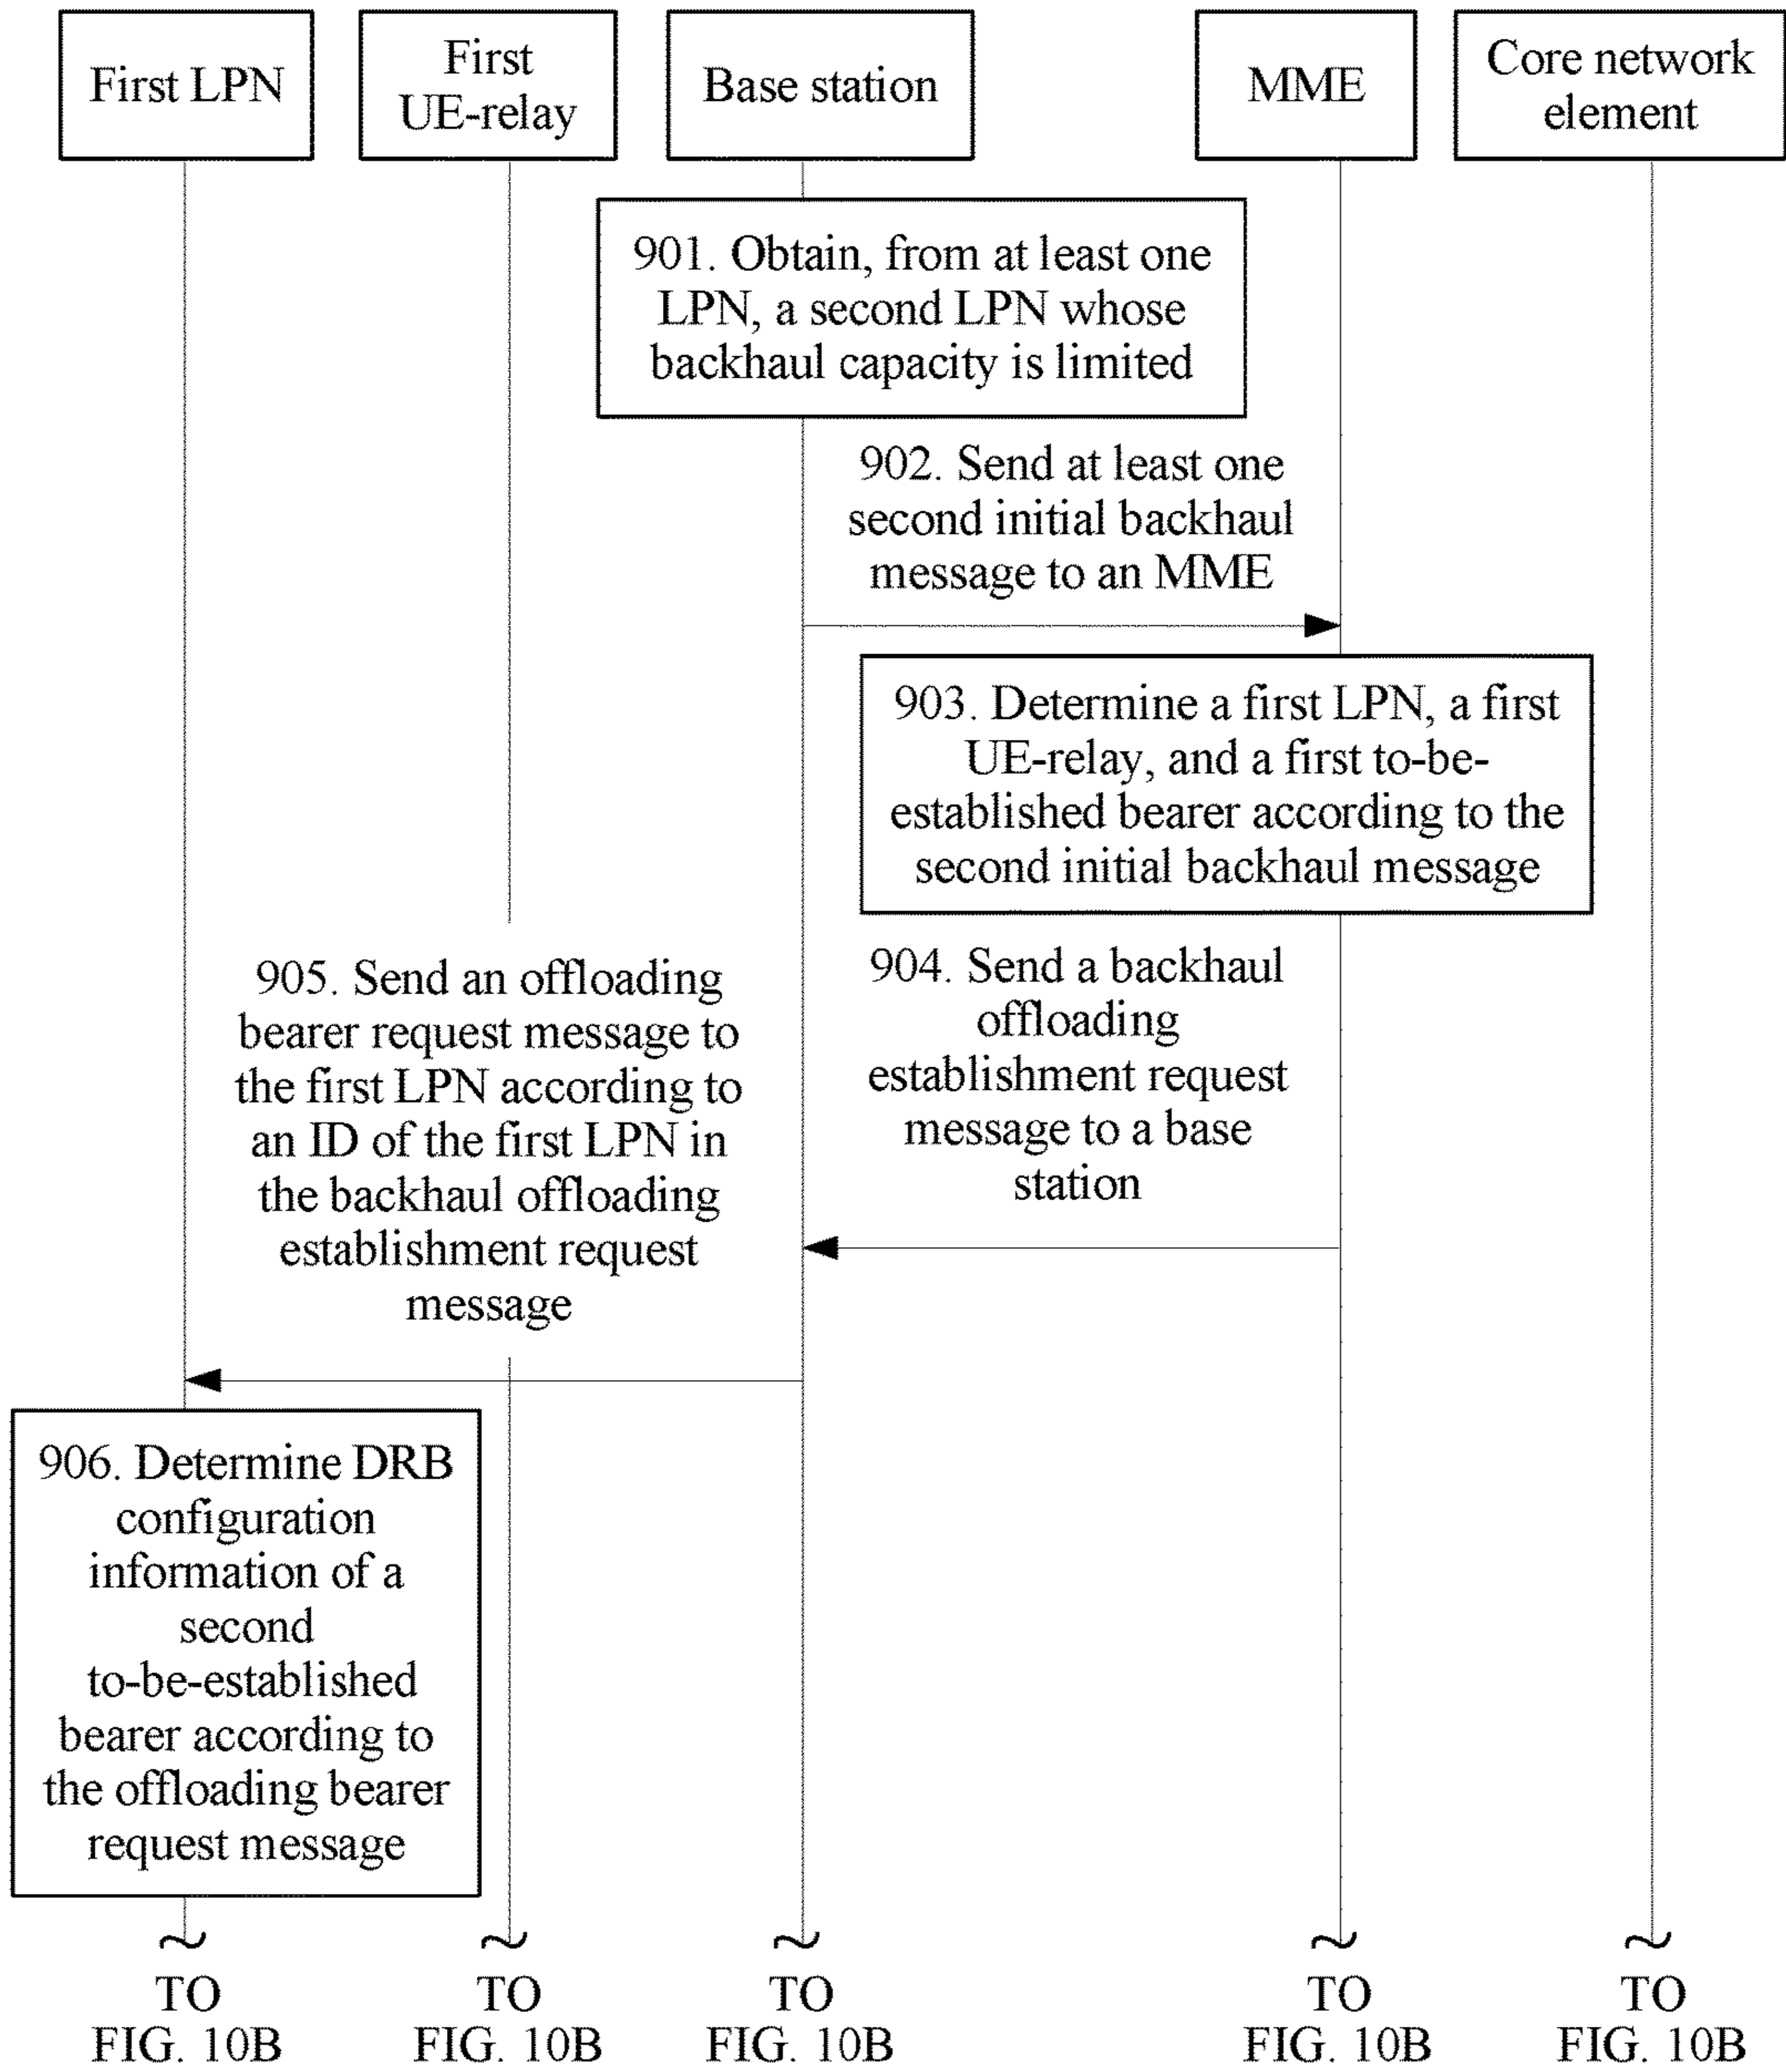 First LPN
First
UE-relay
Base station
MME
Core network
element
901. Obtain, from at least one
LPN, a second LPN whose
backhaul capacity is limited
902. Send at least one
second initial backhaul
message to an MME
903. Determine a first LPN, a first
UE-relay, and a first to-be-
established bearer according to the
second initial backhaul message
904. Send a backhaul
offloading
establishment request
message to a base
station
905. Send an offloading
bearer request message to
the first LPN according to
an ID of the first LPN in
the backhaul offloading
establishment request
message
906. Determine DRB
configuration
information of a
second
to-be-established
bearer according to
the offloading bearer
request message
TO
FIG. 10B
TO
FIG. 10B
TO
FIG. 10B
TO
FIG. 10B
TO
FIG. 10B